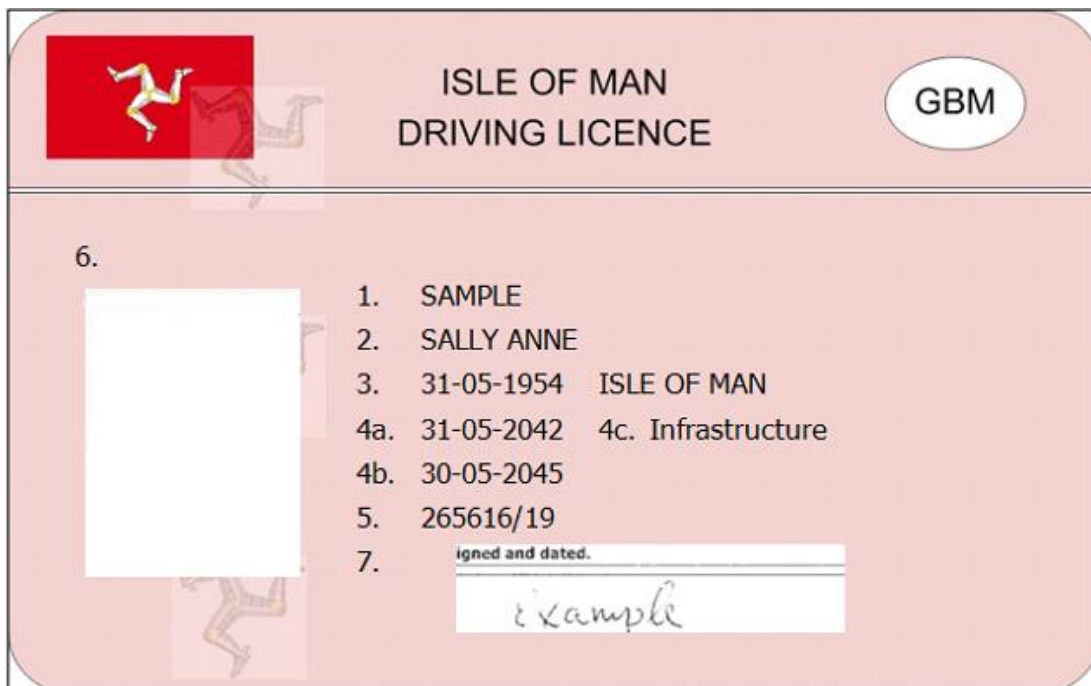 ISLE OF MAN
DRIVING LICENCE
GBM
6.
1. SAMPLE
2. SALLY ANNE
3. 31-05-1954 ISLE OF MAN
4a. 31-05-2042 4c. Infrastructure
4b. 30-05-2045
5. 265616/19
igned and dated.
7.
example